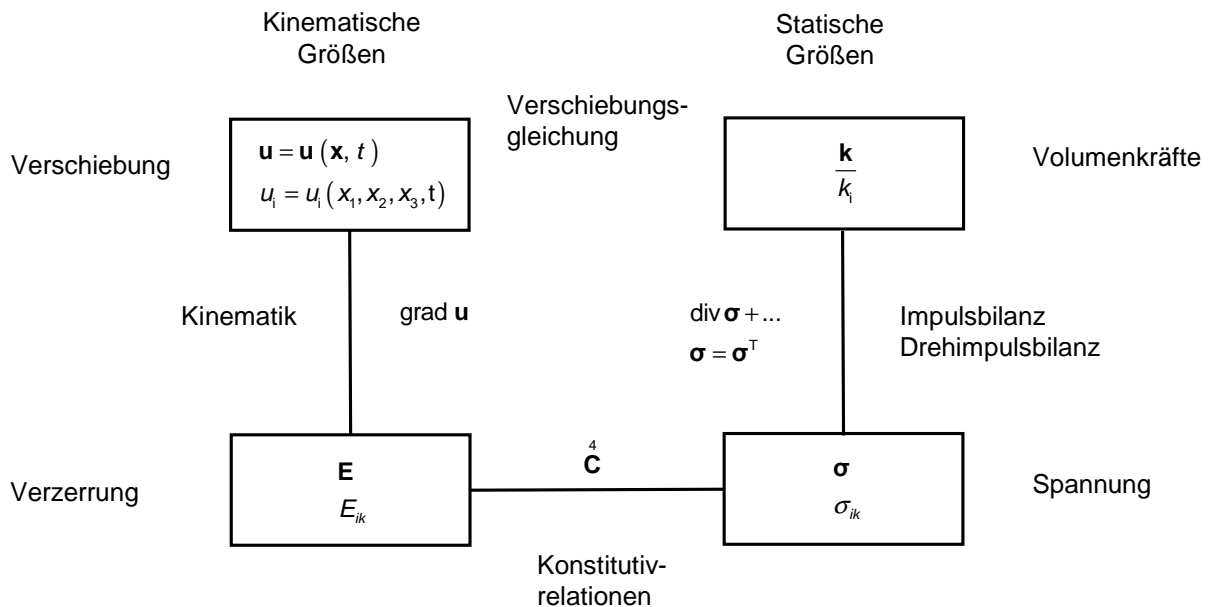 Kinematische
Größen
Statische
Größen
Verschiebungs-
gleichung
Verschiebung
u = u (x, t)
u_i = u_i (x_1, x_2, x_3, t)
k
k_i
Volumenkräfte
Kinematik
grad u
div σ + ...
σ = σ^T
Impulsbilanz
Drehimpulsbilanz
Verzerrung
E
E_ik
4
C
σ
σ_ik
Spannung
Konstitutiv-
relationen